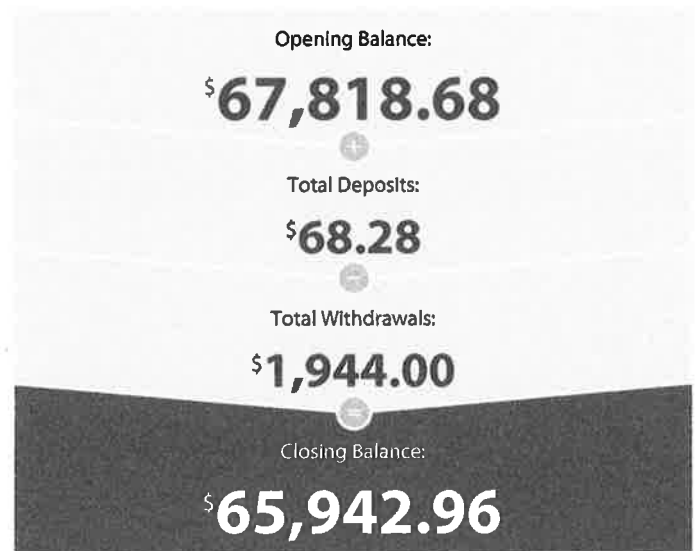 Opening Balance:
$67,818.68
+
Total Deposits:
$68.28
−
Total Withdrawals:
$1,944.00
=
Closing Balance:
$65,942.96